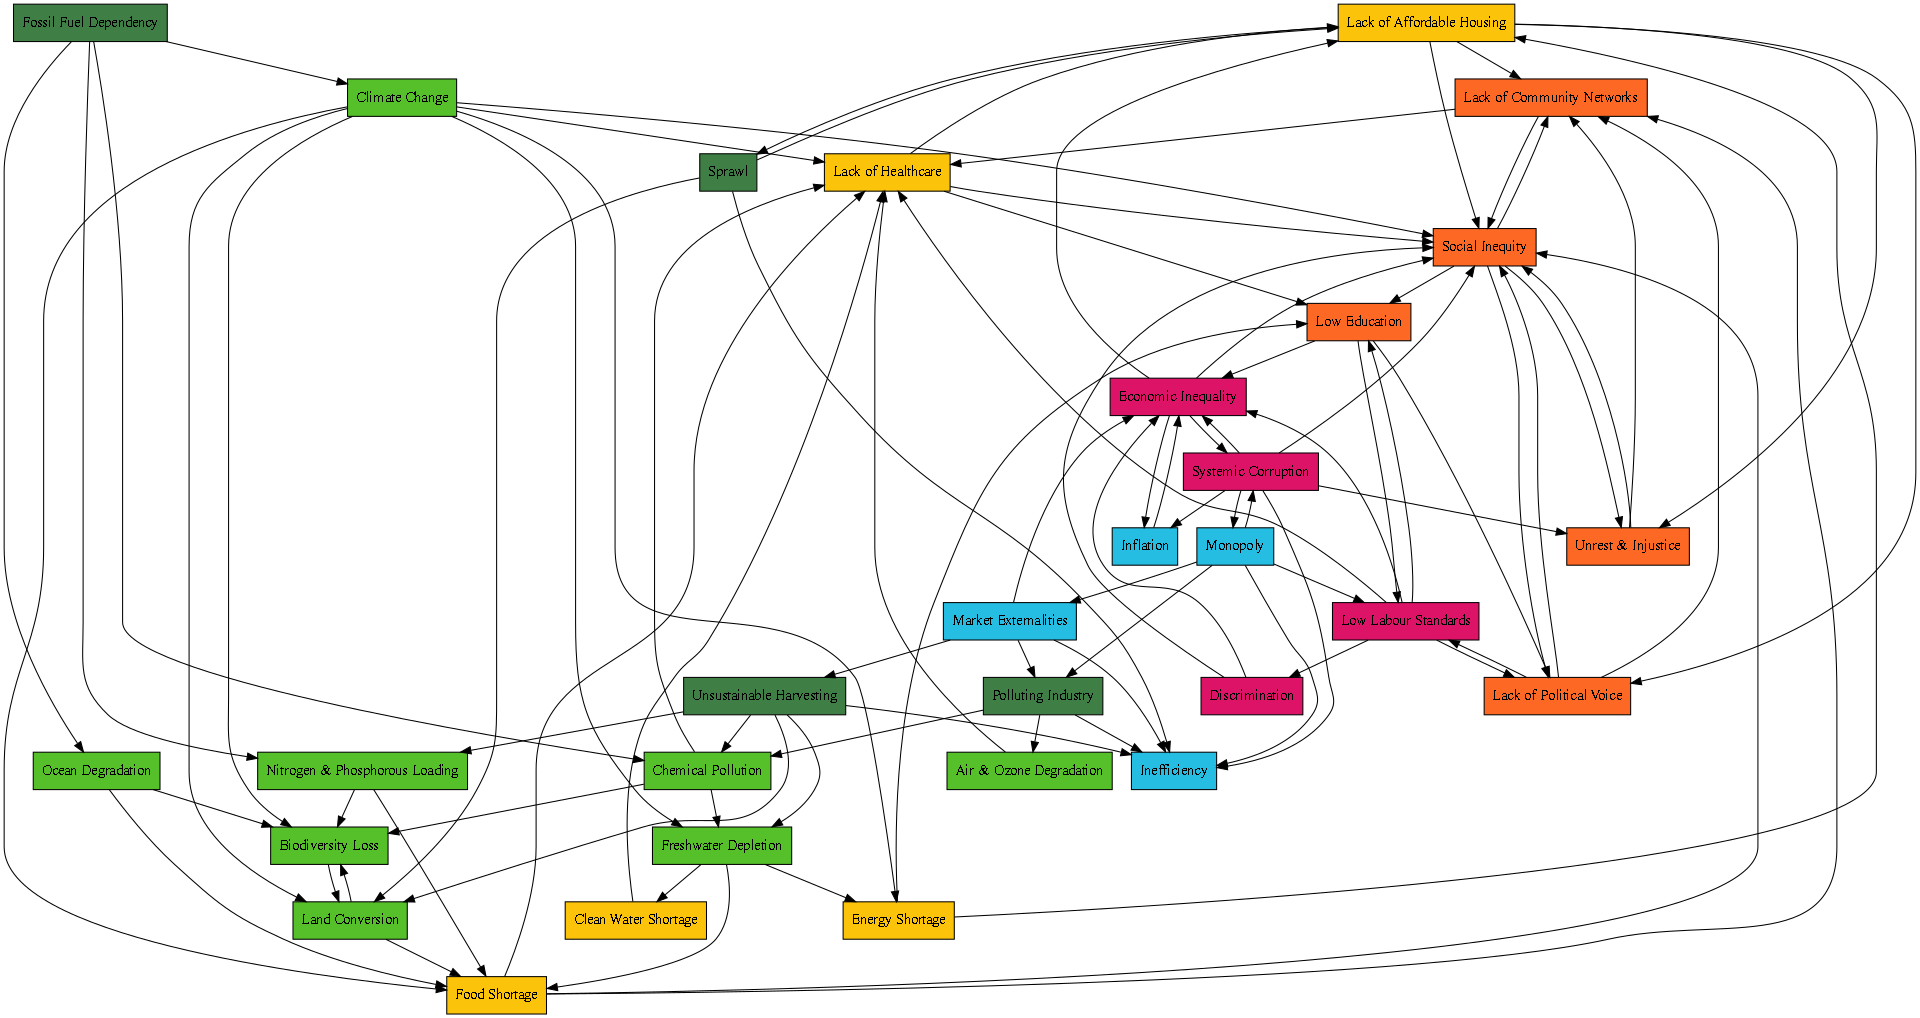 Fossil Fuel Dependency
Lack of Affordable Housing
Climate Change
Lack of Community Networks
Sprawl
Lack of Healthcare
Social Inequity
Low Education
Economic Inequality
Systemic Corruption
Inflation
Monopoly
Unrest & Injustice
Market Externalities
Low Labour Standards
Unsustainable Harvesting
Polluting Industry
Discrimination
Lack of Political Voice
Ocean Degradation
Nitrogen & Phosphorous Loading
Chemical Pollution
Air & Ozone Degradation
Inefficiency
Biodiversity Loss
Freshwater Depletion
Land Conversion
Clean Water Shortage
Energy Shortage
Food Shortage